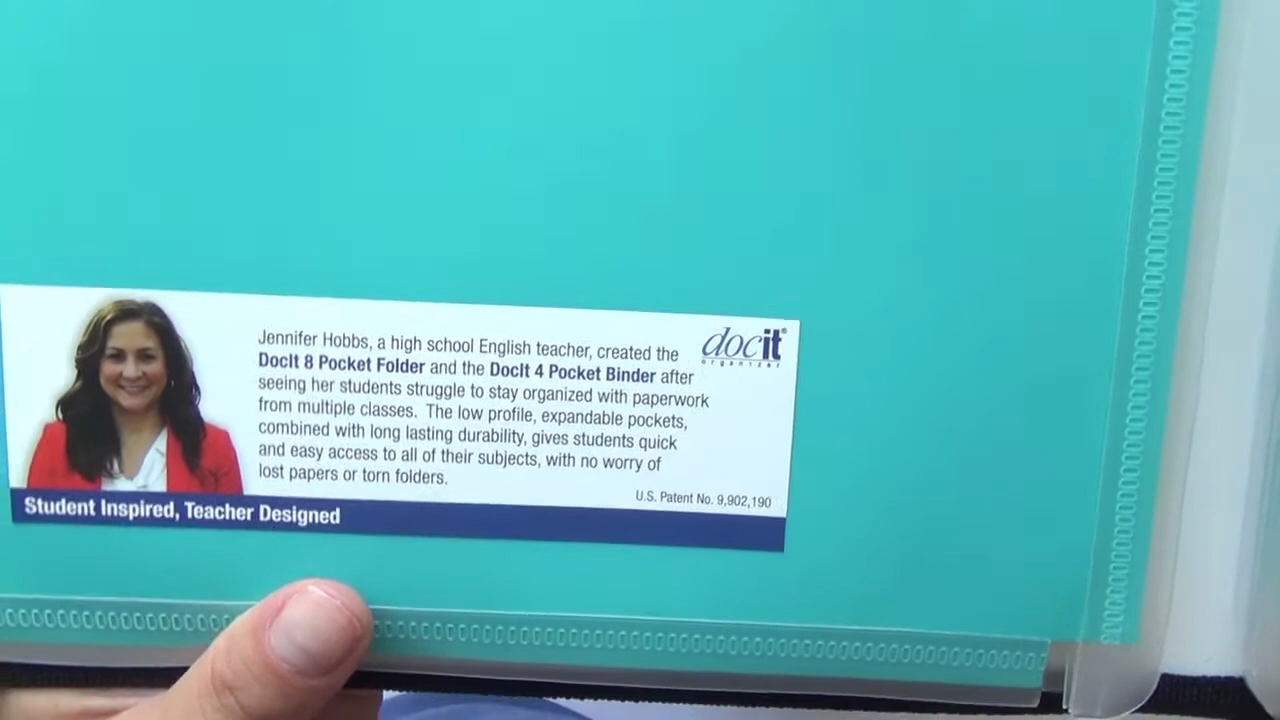 Jennifer Hobbs, a high school English teacher, created the
DocIt 8 Pocket Folder and the DocIt 4 Pocket Binder after
seeing her students struggle to stay organized with paperwork
from multiple classes. The low profile, expandable pockets,
combined with long lasting durability, gives students quick
and easy access to all of their subjects, with no worry of
lost papers or torn folders.
docit®
organizer
U.S. Patent No. 9,902,190
Student Inspired, Teacher Designed